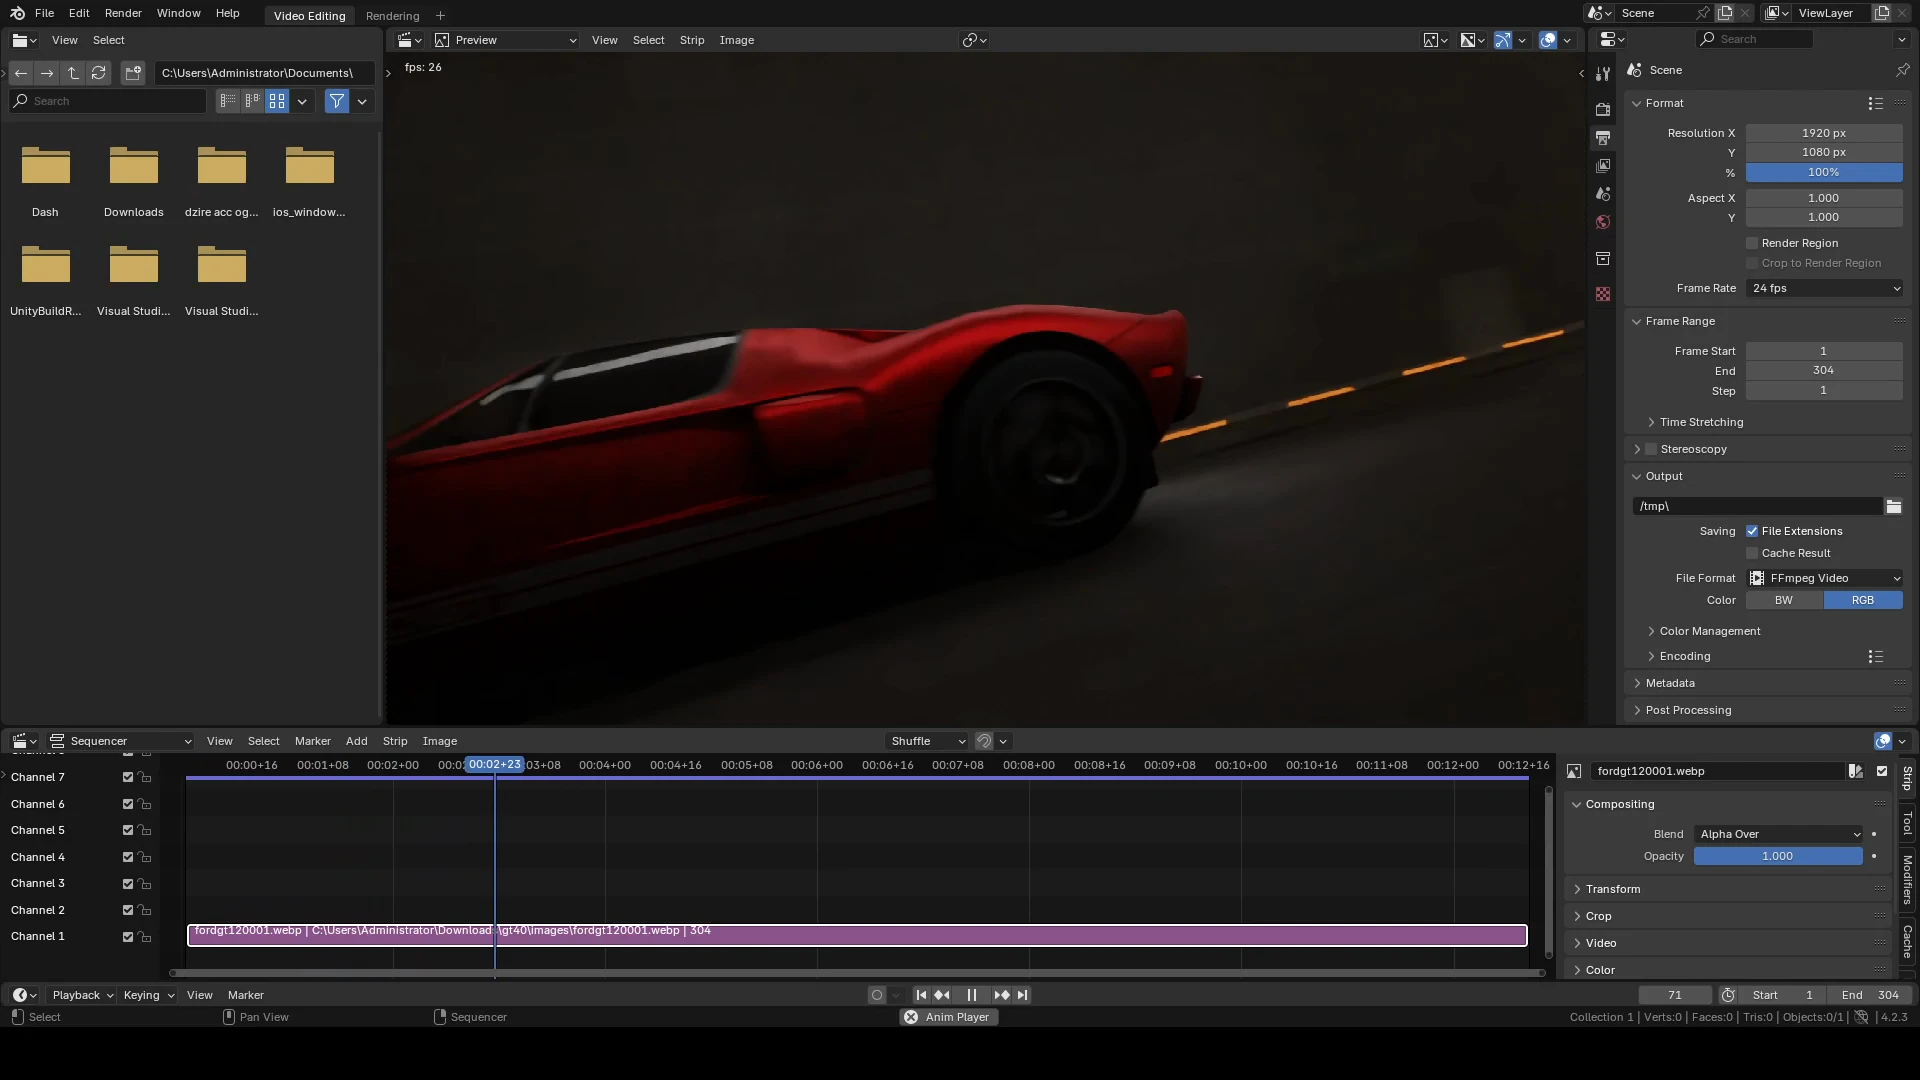 File Edit Render Window Help Video Editing Rendering + Scene ViewLayer
View Select
Preview View Select Strip Image
Search
C:\Users\Administrator\Documents\
Search
Dash Downloads dzire acc og... ios_window...
UnityBuildR... Visual Studi... Visual Studi...
fps: 26
Scene
Format
Resolution X 1920 px
Y 1080 px
% 100%
Aspect X 1.000
Y 1.000
Render Region
Crop to Render Region
Frame Rate 24 fps
Frame Range
Frame Start 1
End 304
Step 1
Time Stretching
Stereoscopy
Output
/tmp\
Saving File Extensions
Cache Result
File Format FFmpeg Video
Color BW RGB
Color Management
Encoding
Metadata
Post Processing
Sequencer View Select Marker Add Strip Image Shuffle
00:00+16 00:01+08 00:02+00 00:02+23 03+08 00:04+00 00:04+16 00:05+08 00:06+00 00:06+16 00:07+08 00:08+00 00:08+16 00:09+08 00:10+00 00:10+16 00:11+08 00:12+00 00:12+16
Channel 7
Channel 6
Channel 5
Channel 4
Channel 3
Channel 2
Channel 1
fordgt120001.webp | C:\Users\Administrator\Downloads\gt40\images\fordgt120001.webp | 304
fordgt120001.webp
Compositing
Blend Alpha Over
Opacity 1.000
Transform
Crop
Video
Color
Strip
Tool
Modifiers
Cache
Playback Keying View Marker 71 Start 1 End 304
Select Pan View Sequencer Anim Player Collection 1 | Verts:0 | Faces:0 | Tris:0 | Objects:0/1 | 4.2.3